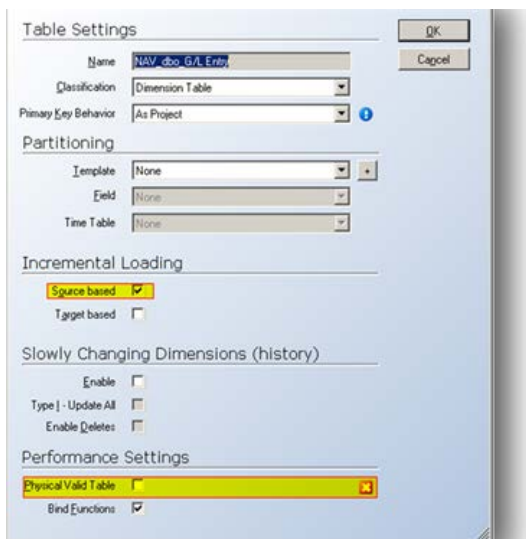 Table Settings
OK
Name NAV_dbo_G/L Entry
Cancel
Classification Dimension Table
Primary Key Behavior As Project
Partitioning
Template None +
Field None
Time Table None
Incremental Loading
Source based
Target based
Slowly Changing Dimensions (history)
Enable
Type I - Update All
Enable Deletes
Performance Settings
Physical Valid Table
Bind Functions